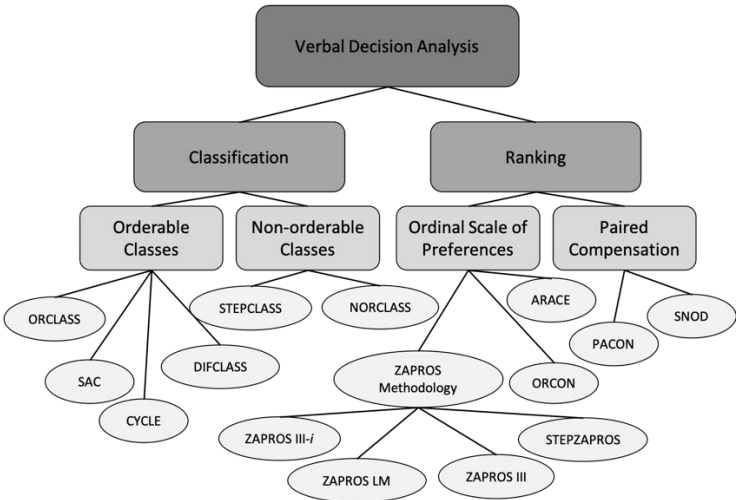 Verbal Decision Analysis
Classification
Ranking
Orderable
Classes
Non-orderable
Classes
Ordinal Scale of
Preferences
Paired
Compensation
ORCLASS
SAC
CYCLE
DIFCLASS
STEPCLASS
NORCLASS
ZAPROS
Methodology
ORCON
ARACE
PACON
SNOD
ZAPROS III-i
ZAPROS LM
ZAPROS III
STEPZAPROS